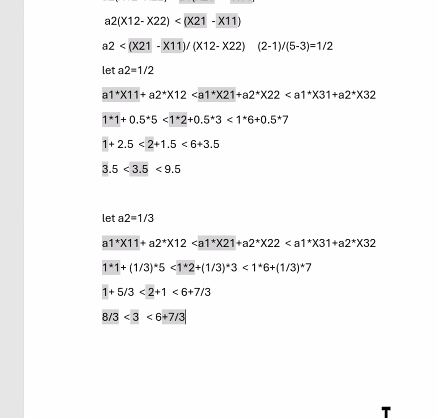 a2(X12- X22) < (X21 - X11)
a2 < (X21 - X11)/ (X12- X22) (2-1)/(5-3)=1/2
let a2=1/2
a1*X11+ a2*X12 <a1*X21+a2*X22 < a1*X31+a2*X32
1*1+ 0.5*5 <1*2+0.5*3 < 1*6+0.5*7
1+ 2.5 <2+1.5 < 6+3.5
3.5 <3.5 < 9.5
let a2=1/3
a1*X11+ a2*X12 <a1*X21+a2*X22 < a1*X31+a2*X32
1*1+ (1/3)*5 <1*2+(1/3)*3 < 1*6+(1/3)*7
1+ 5/3 <2+1 < 6+7/3
8/3 <3 < 6+7/3